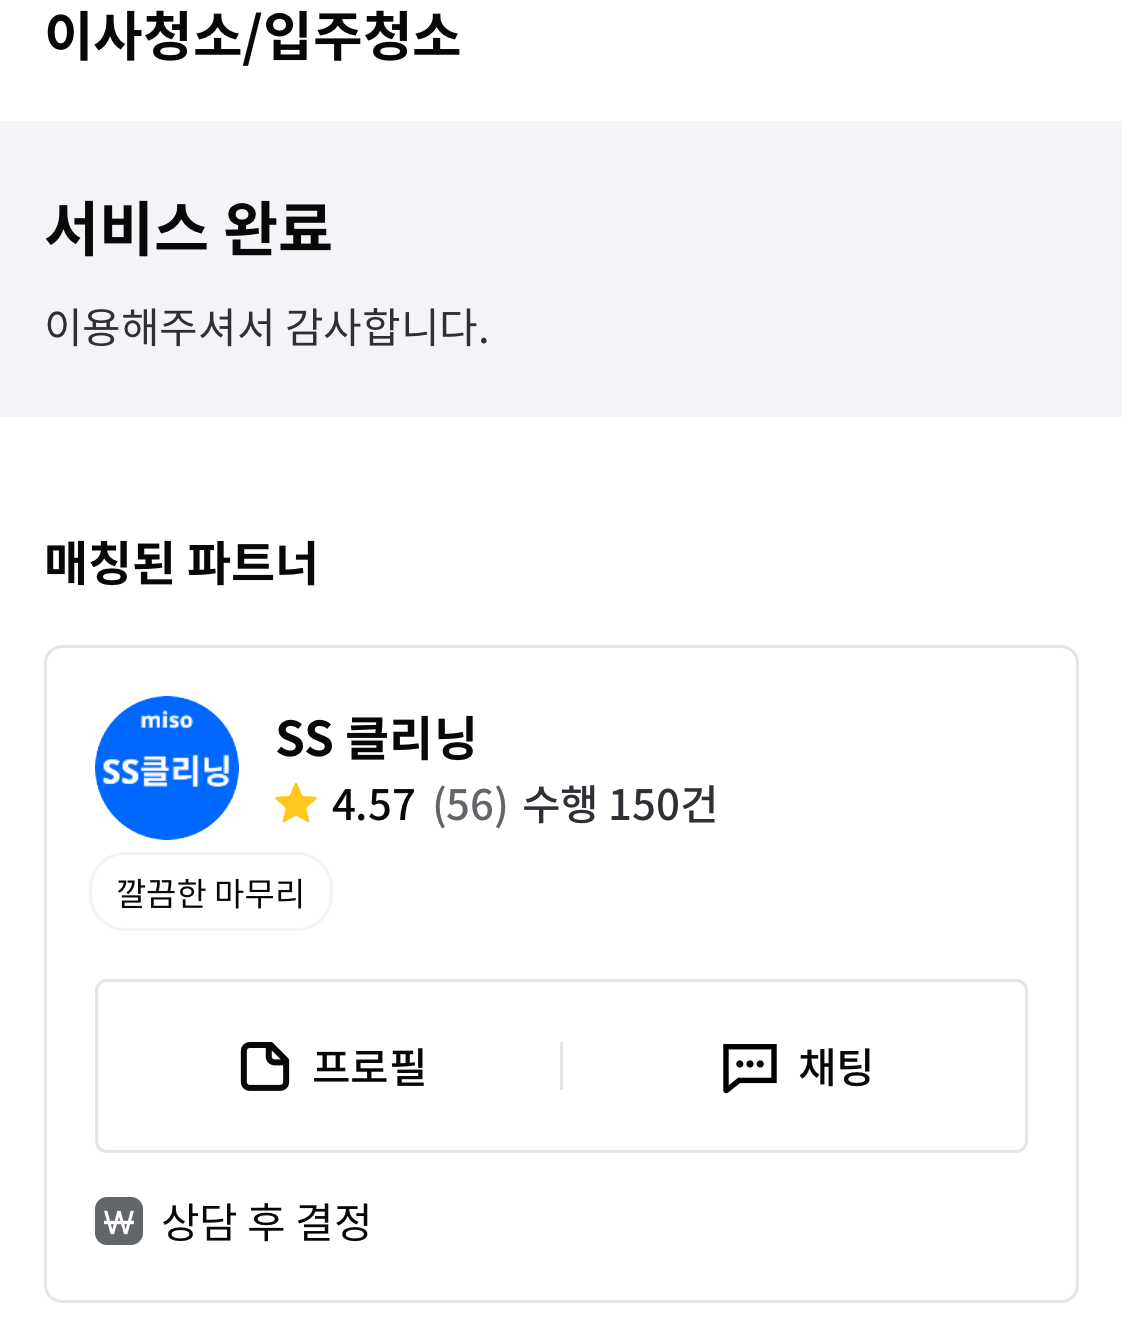 이사청소/입주청소
서비스 완료
이용해주셔서 감사합니다.
매칭된 파트너
miso
SS클리닝
SS 클리닝
4.57 (56) 수행 150건
깔끔한 마무리
프로필
채팅
₩ 상담 후 결정